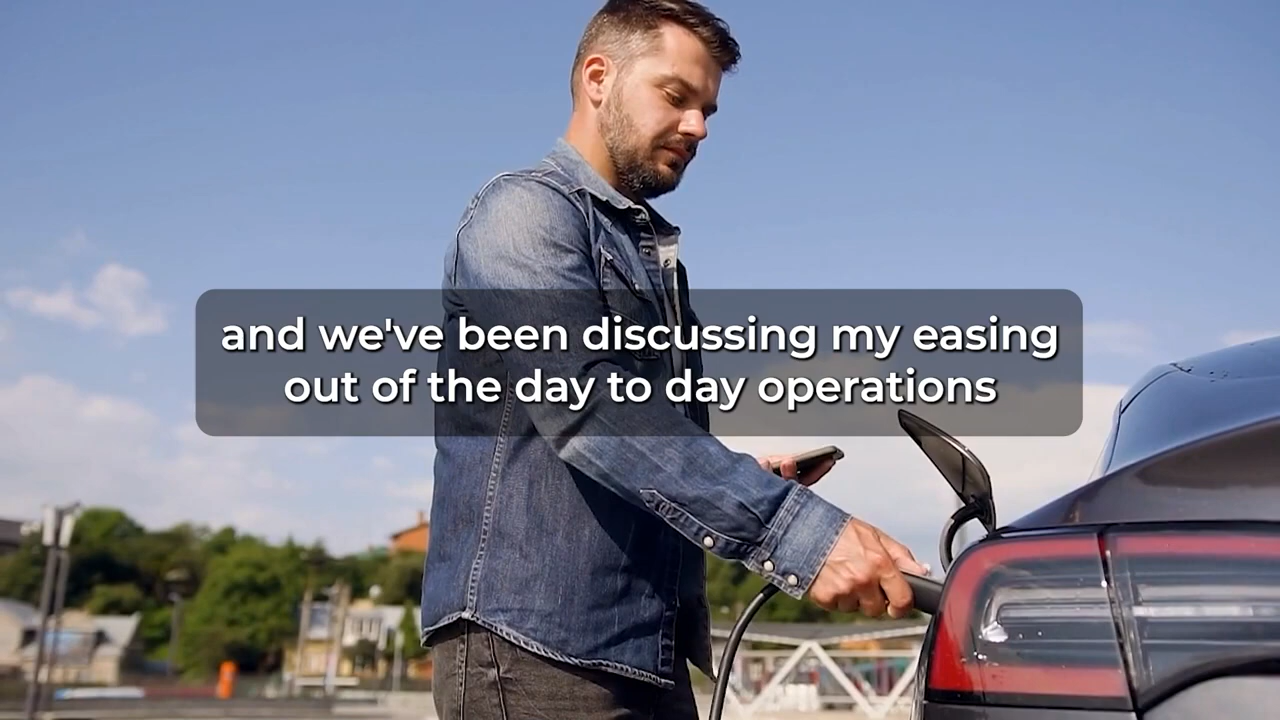 and we've been discussing my easing
out of the day to day operations